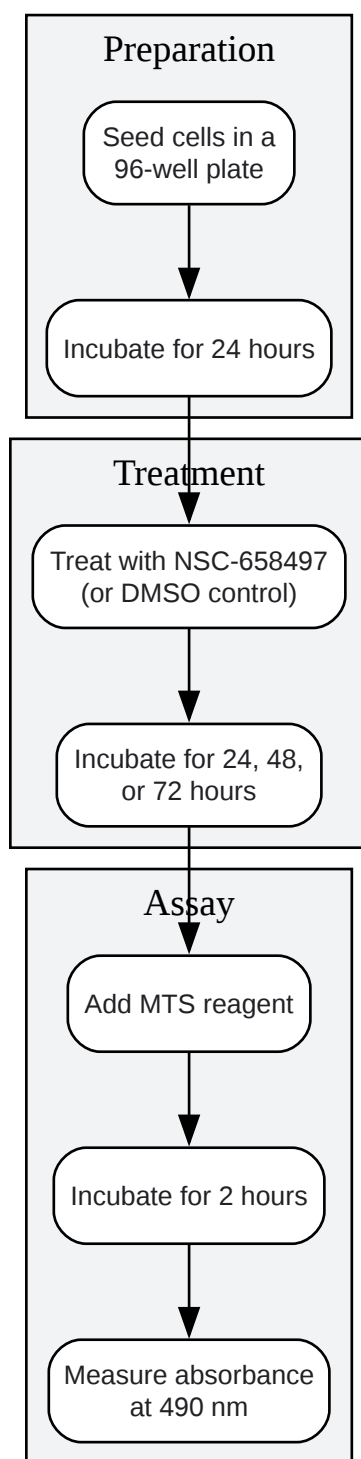 Preparation
Seed cells in a
96-well plate
Incubate for 24 hours
Treatment
Treat with NSC-658497
(or DMSO control)
Incubate for 24, 48,
or 72 hours
Assay
Add MTS reagent
Incubate for 2 hours
Measure absorbance
at 490 nm